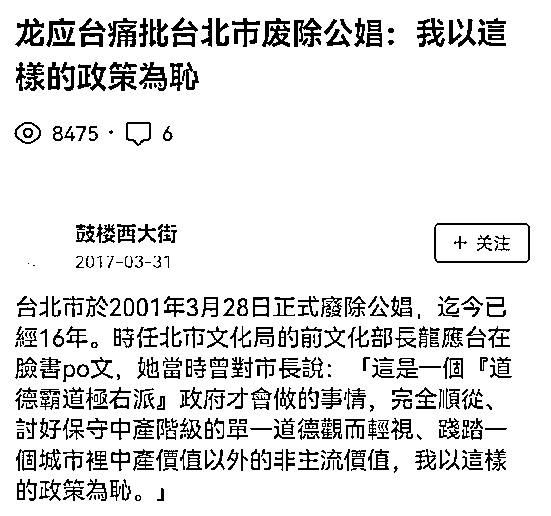 龙应台痛批台北市废除公娼：我以這
樣的政策為恥
8475 · 6
鼓楼西大街
2017-03-31
+ 关注
台北市於2001年3月28日正式廢除公娼，迄今已
經16年。時任北市文化局的前文化部長龍應台在
臉書po文，她當時曾對市長說：「這是一個『道
德霸道極右派』政府才會做的事情，完全順從、
討好保守中產階級的單一道德觀而輕視、踐踏一
個城市裡中產價值以外的非主流價值，我以這樣
的政策為恥。」